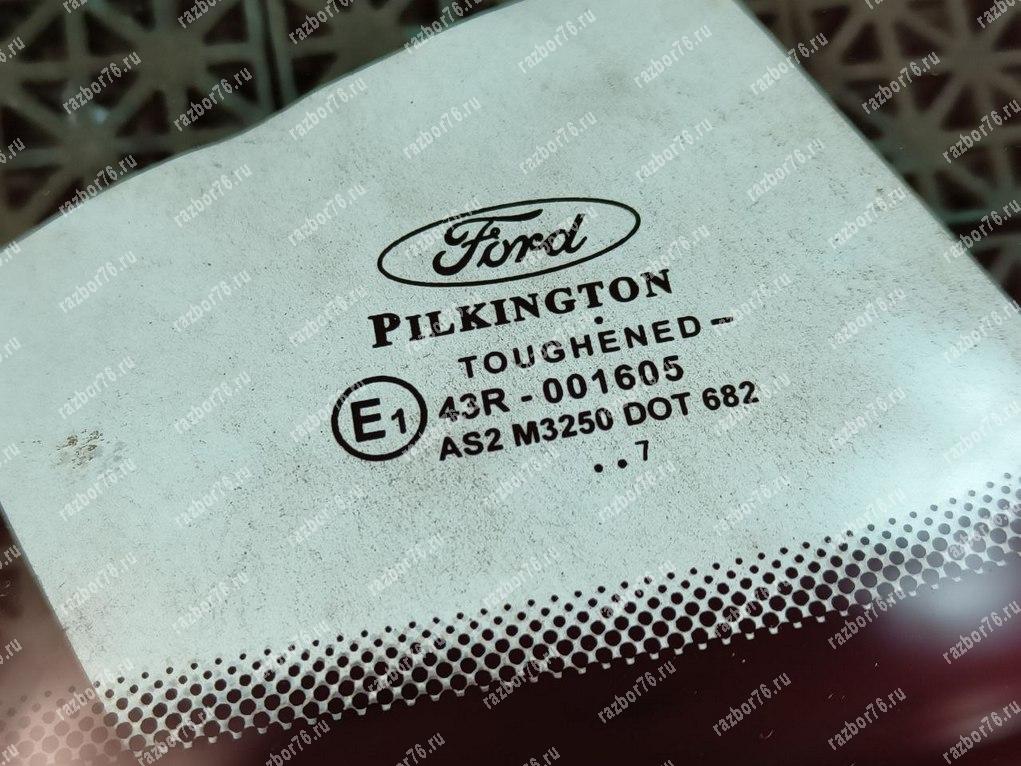 Ford
PILKINGTON
TOUGHENED
E1 43R - 001605
AS2 M3250 DOT 682
. . 7
razbor76.ru